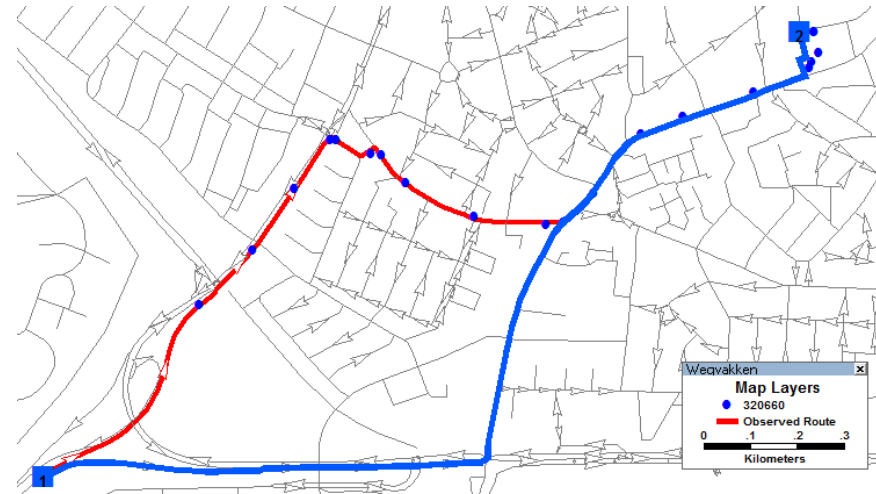 2
Wegvakken
Map Layers
320660
Observed Route
0 .1 .2 .3
Kilometers
1